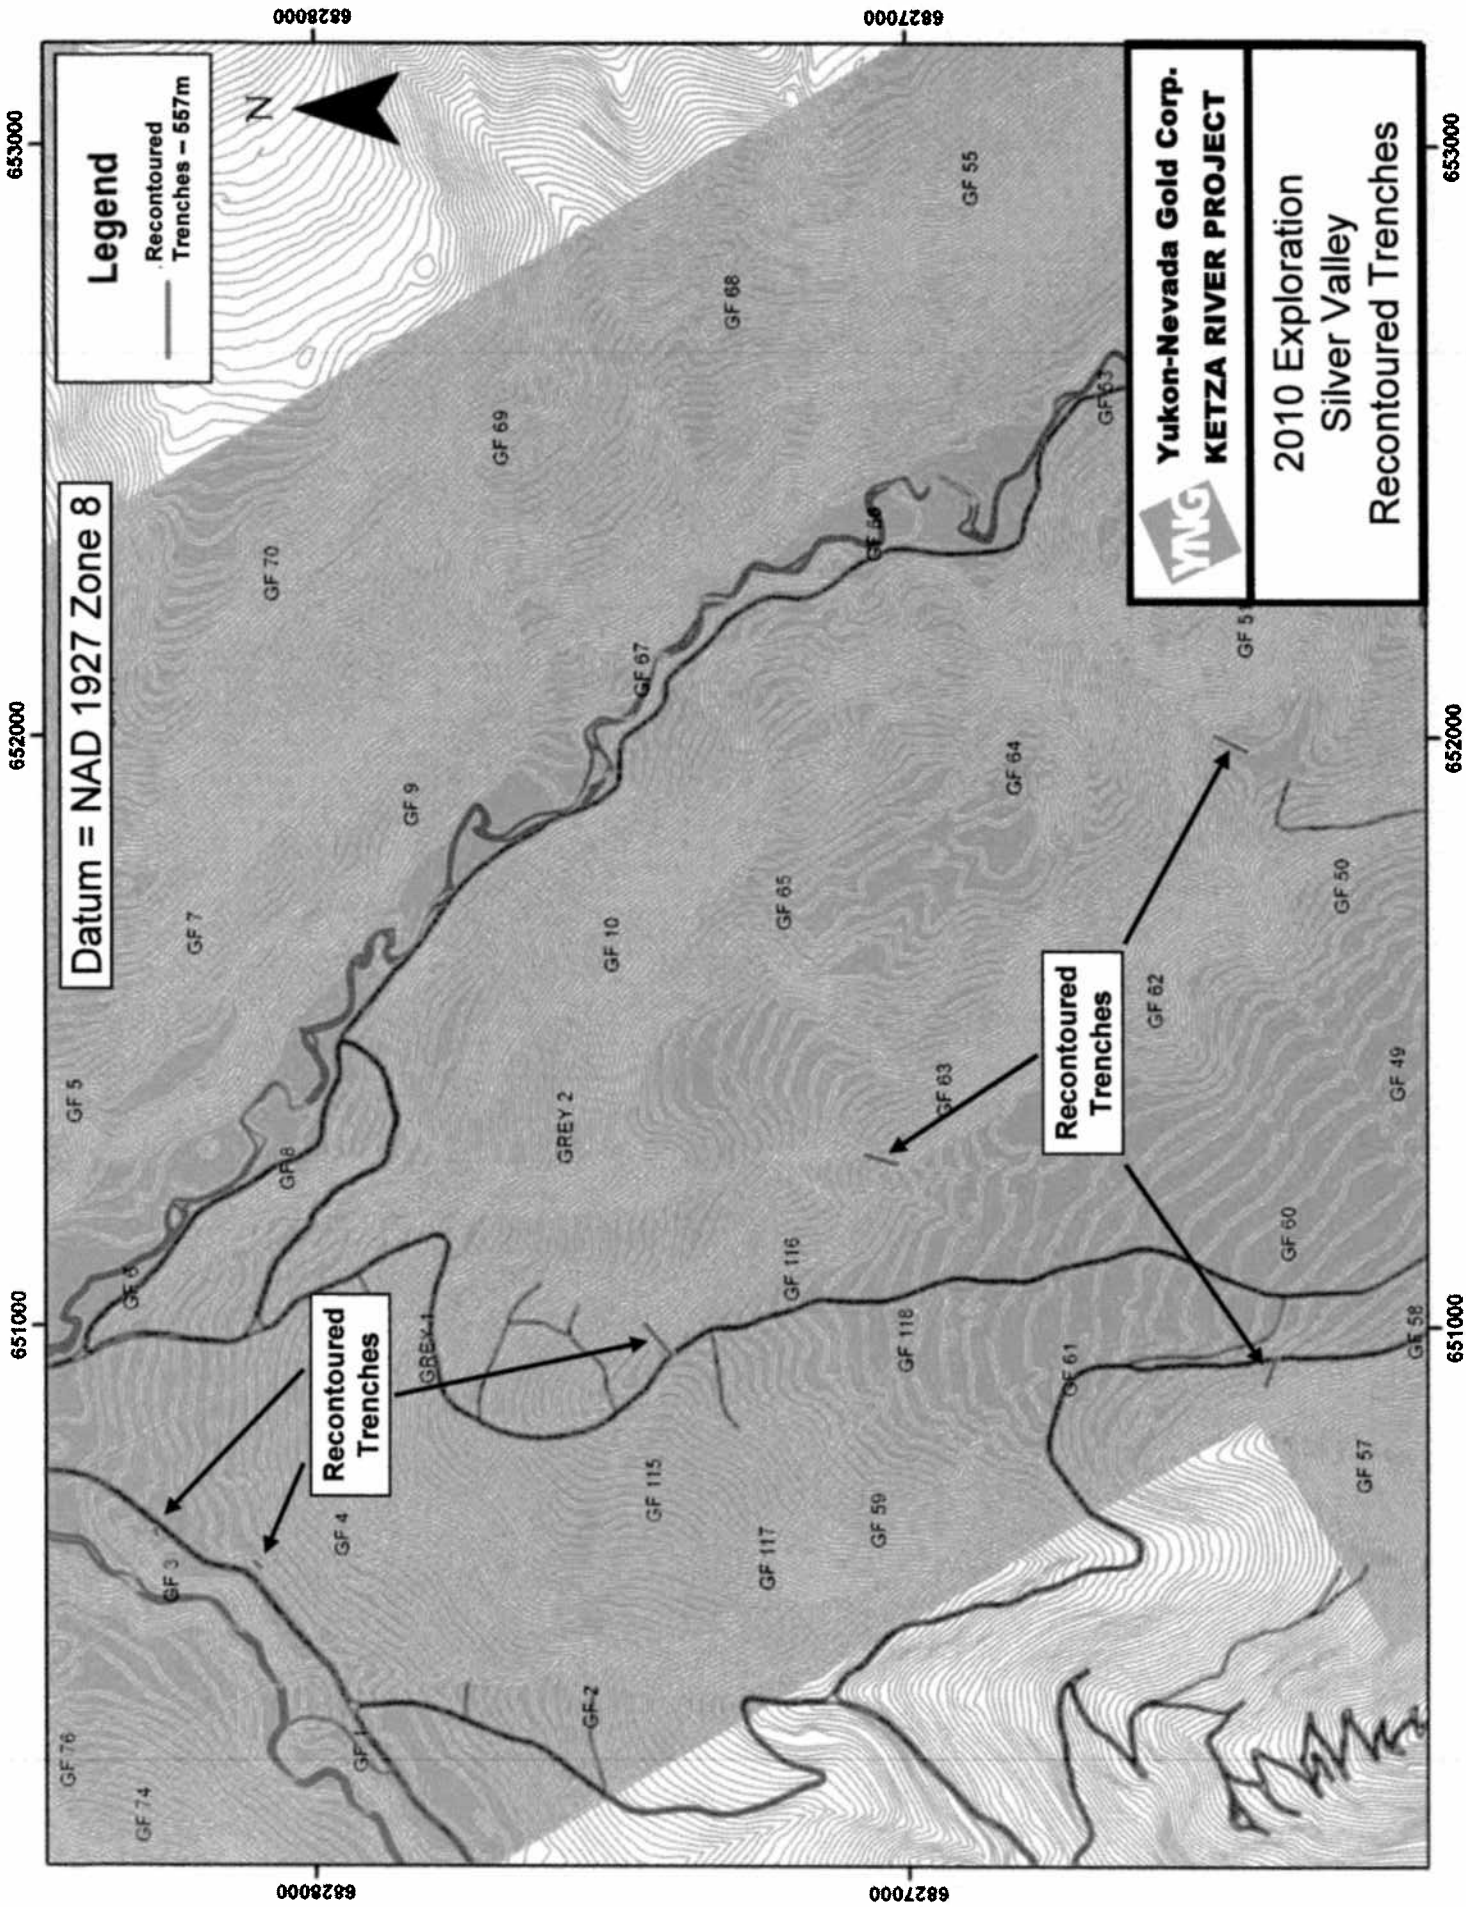 651000
652000
653000
6828000
6828000
Datum = NAD 1927 Zone 8
Legend
Recontoured
Trenches – 557m
N
GF 76
GF 5
GF 74
GF 6
GF 3
GF 7
GF 70
GF 8
GF 4
Recontoured
Trenches
GF 1
GF 9
GREY 1
GF 69
GREY 2
GF-2
GF 10
GF 67
GF 115
GF 68
GF 117
GF 116
GF 65
GF 59
GF 118
GF 63
GF 55
GF 64
GF 61
Recontoured
Trenches
GF 62
GF 60
GF 50
GF 57
GF 49
GF 58
6827000
6827000
YNG
Yukon-Nevada Gold Corp.
KETZA RIVER PROJECT
2010 Exploration
Silver Valley
Recontoured Trenches
651000
652000
653000